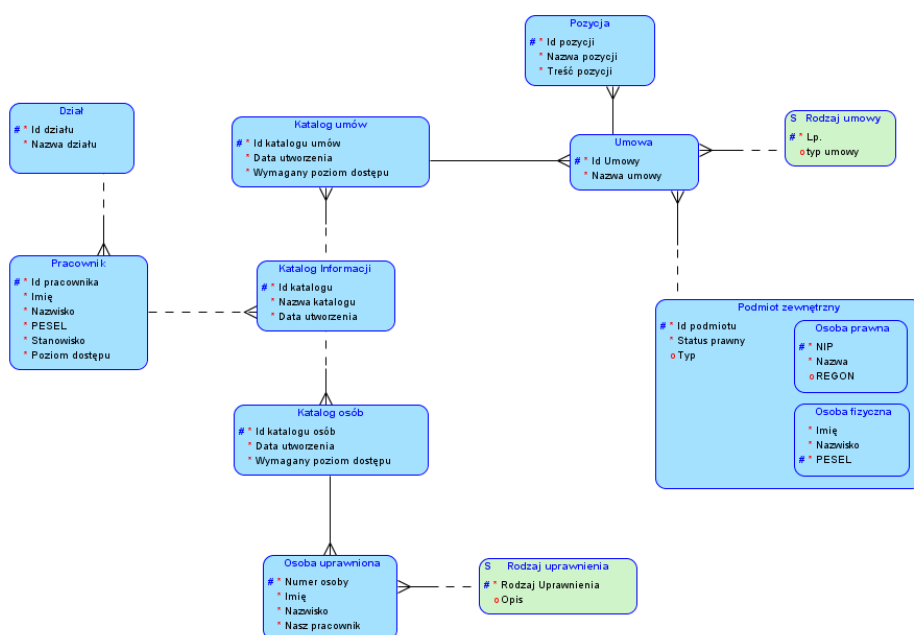 Pozycja
# * Id pozycji
* Nazwa pozycji
* Treść pozycji
Dział
# * Id działu
* Nazwa działu
Katalog umów
# * Id katalogu umów
* Data utworzenia
* Wymagany poziom dostępu
Umowa
# * Id Umowy
* Nazwa umowy
S Rodzaj umowy
# * Lp.
o typ umowy
Pracownik
# * Id pracownika
* Imię
* Nazwisko
* PESEL
* Stanowisko
* Poziom dostępu
Katalog Informacji
# * Id katalogu
* Nazwa katalogu
* Data utworzenia
Podmiot zewnętrzny
# * Id podmiotu
* Status prawny
o Typ
Osoba prawna
# * NIP
* Nazwa
o REGON
Osoba fizyczna
* Imię
* Nazwisko
# * PESEL
Katalog osób
# * Id katalogu osób
* Data utworzenia
* Wymagany poziom dostępu
Osoba uprawniona
# * Numer osoby
* Imię
* Nazwisko
* Nasz pracownik
S Rodzaj uprawnienia
# * Rodzaj Uprawnienia
o Opis